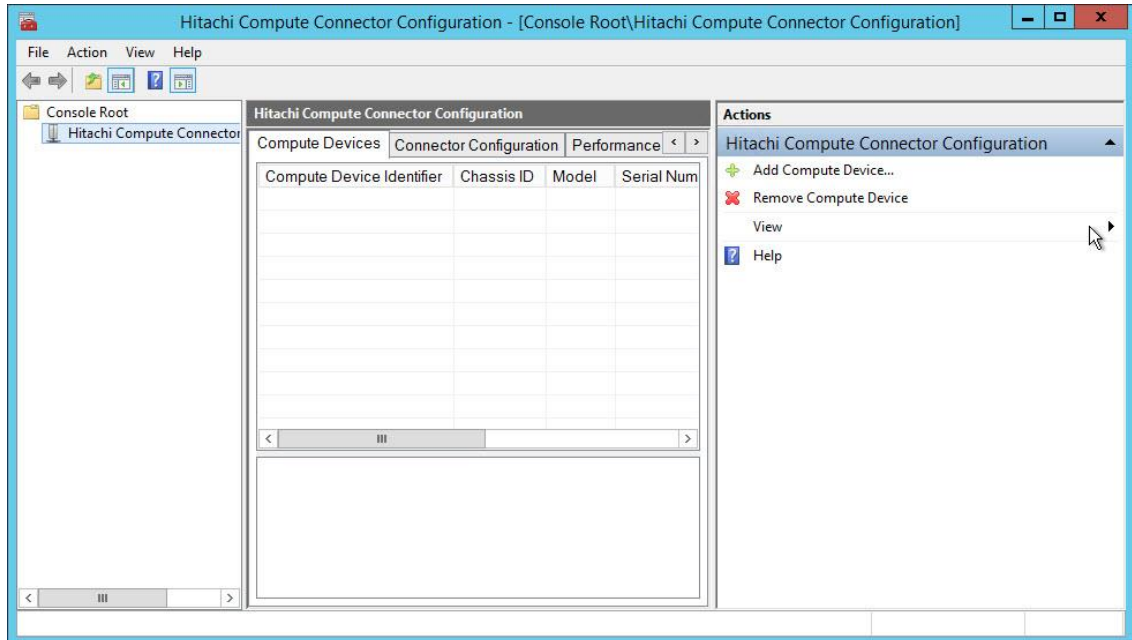 Hitachi Compute Connector Configuration - [Console Root\Hitachi Compute Connector Configuration]
File Action View Help
Console Root
Hitachi Compute Connector
Hitachi Compute Connector Configuration
Compute Devices Connector Configuration Performance
Compute Device Identifier Chassis ID Model Serial Num
Actions
Hitachi Compute Connector Configuration
Add Compute Device...
Remove Compute Device
View
Help